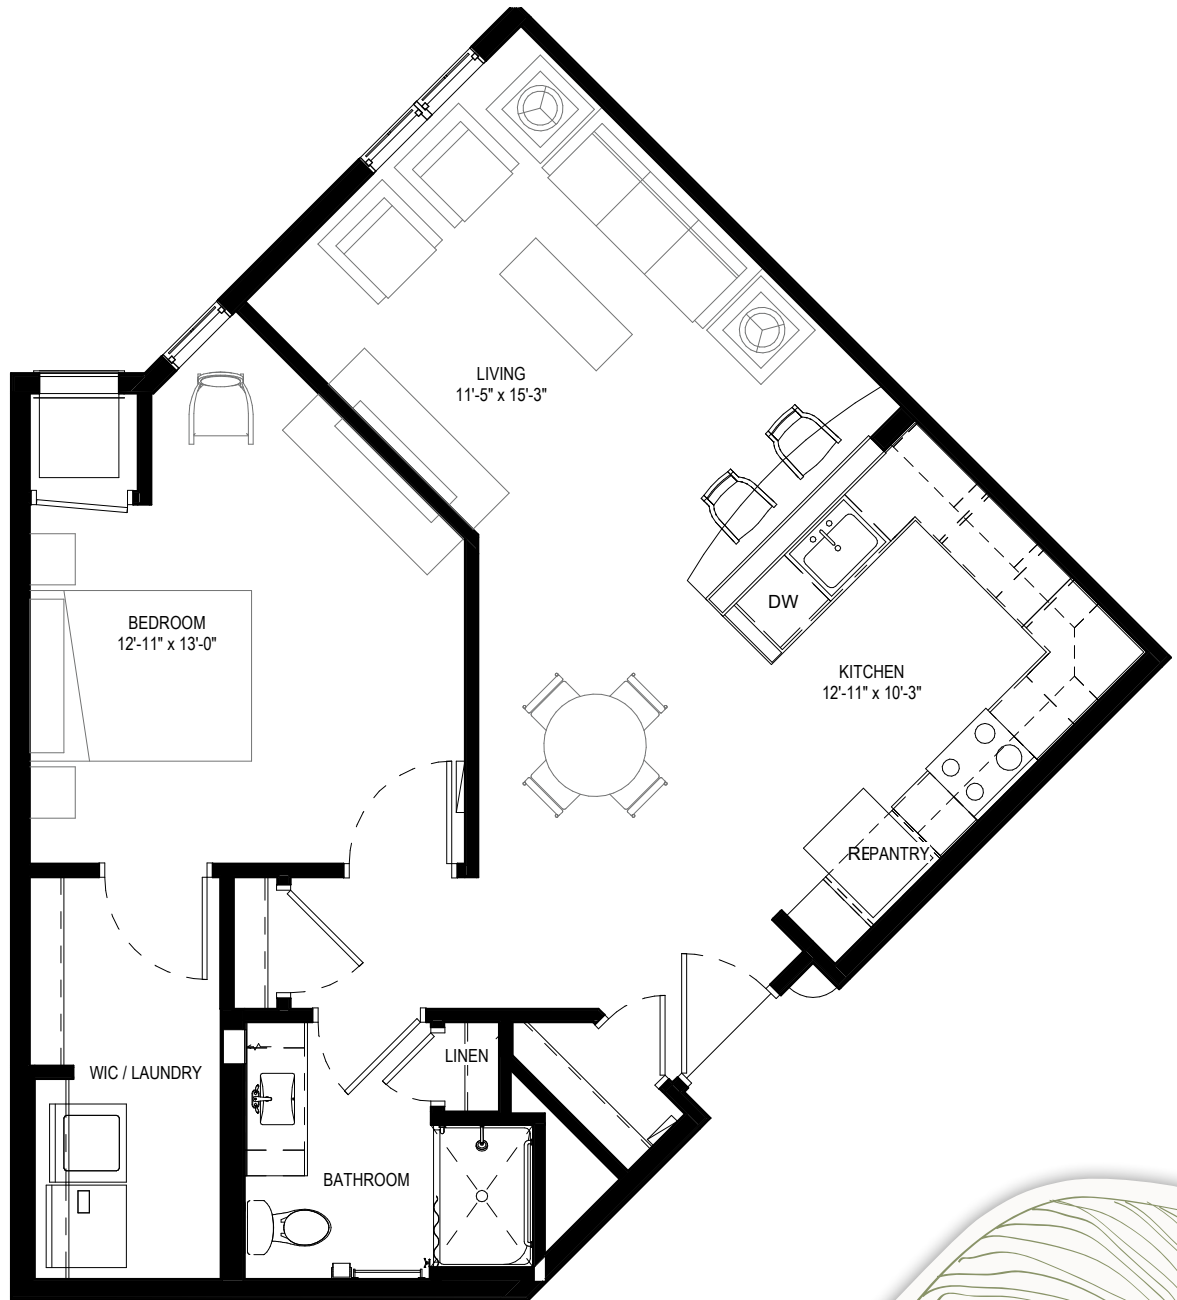 LIVING
11'-5" x 15'-3"
DW
BEDROOM
12'-11" x 13'-0"
KITCHEN
12'-11" x 10'-3"
REPANTRY
LINEN
WIC / LAUNDRY
BATHROOM